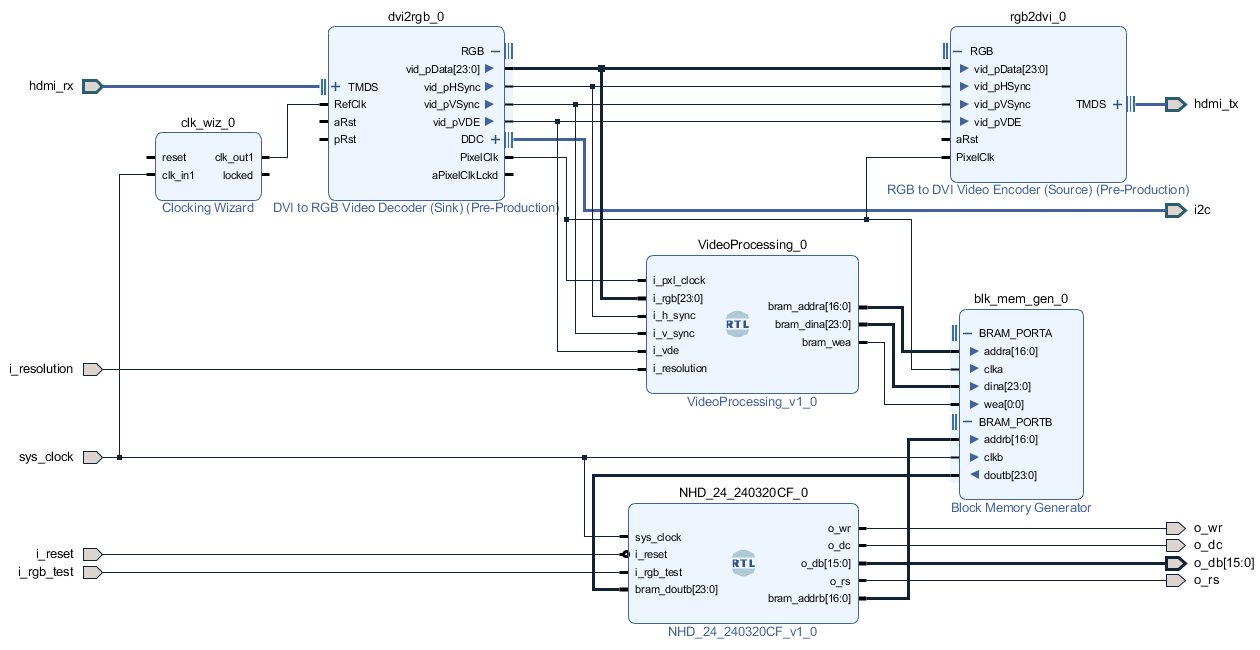 dvi2rgb_0
RGB
vid_pData[23:0]
vid_pHSync
vid_pVSync
vid_pVDE
DDC
PixelClk
aPixelClkLckd
TMDS
RefClk
aRst
pRst
DVI to RGB Video Decoder (Sink) (Pre-Production)
rgb2dvi_0
RGB
vid_pData[23:0]
vid_pHSync
vid_pVSync
vid_pVDE
aRst
PixelClk
TMDS
RGB to DVI Video Encoder (Source) (Pre-Production)
hdmi_rx
hdmi_tx
i2c
clk_wiz_0
reset
clk_in1
clk_out1
locked
Clocking Wizard
VideoProcessing_0
i_pxl_clock
i_rgb[23:0]
i_h_sync
i_v_sync
i_vde
i_resolution
RTL
bram_addra[16:0]
bram_dina[23:0]
bram_wea
VideoProcessing_v1_0
blk_mem_gen_0
BRAM_PORTA
addra[16:0]
clka
dina[23:0]
wea[0:0]
BRAM_PORTB
addrb[16:0]
clkb
doutb[23:0]
Block Memory Generator
i_resolution
sys_clock
i_reset
i_rgb_test
NHD_24_240320CF_0
sys_clock
i_reset
i_rgb_test
bram_doutb[23:0]
RTL
o_wr
o_dc
o_db[15:0]
o_rs
bram_addrb[16:0]
NHD_24_240320CF_v1_0
o_wr
o_dc
o_db[15:0]
o_rs